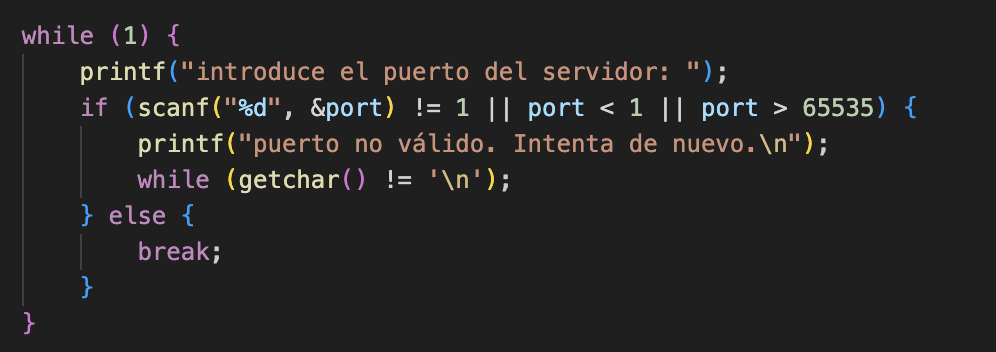 while (1) {
    printf("introduce el puerto del servidor: ");
    if (scanf("%d", &port) != 1 || port < 1 || port > 65535) {
        printf("puerto no válido. Intenta de nuevo.\n");
        while (getchar() != '\n');
    } else {
        break;
    }
}